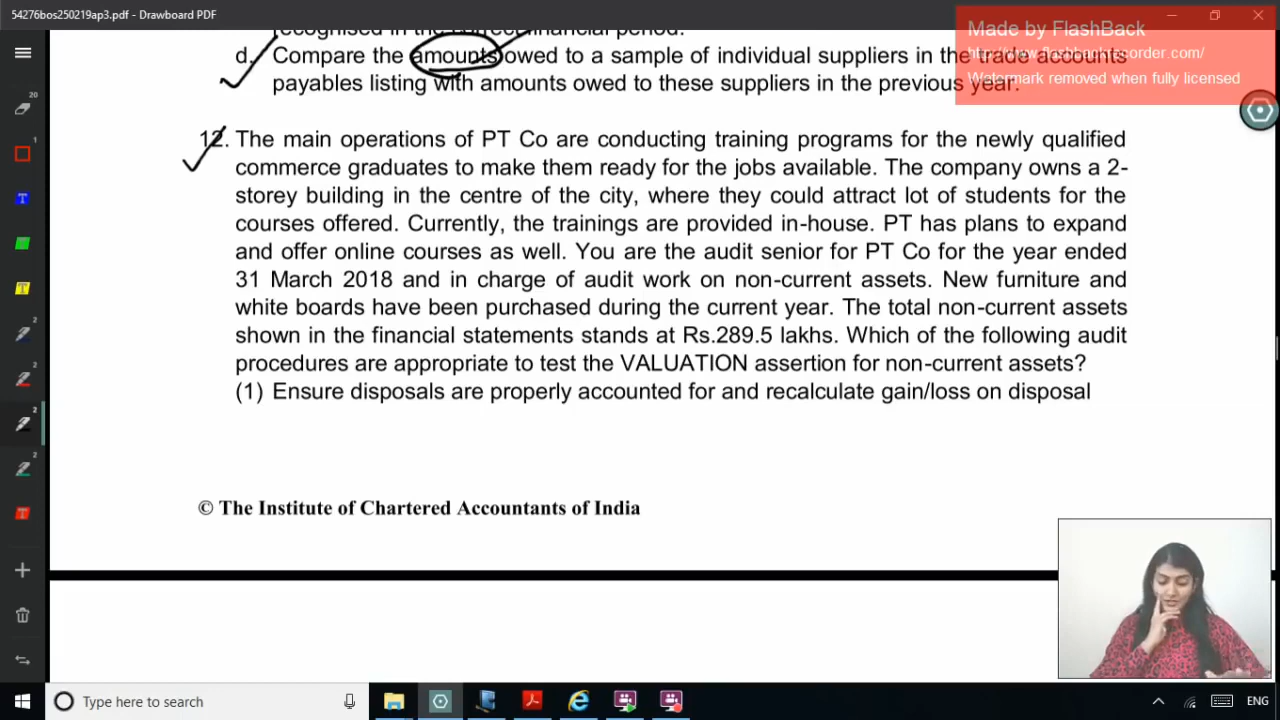 54276bos250219ap3.pdf - Drawboard PDF
Made by FlashBack
Watermark removed when fully licensed
d. Compare the amounts owed to a sample of individual suppliers in the trade accounts
payables listing with amounts owed to these suppliers in the previous year.
12. The main operations of PT Co are conducting training programs for the newly qualified
commerce graduates to make them ready for the jobs available. The company owns a 2-
storey building in the centre of the city, where they could attract lot of students for the
courses offered. Currently, the trainings are provided in-house. PT has plans to expand
and offer online courses as well. You are the audit senior for PT Co for the year ended
31 March 2018 and in charge of audit work on non-current assets. New furniture and
white boards have been purchased during the current year. The total non-current assets
shown in the financial statements stands at Rs.289.5 lakhs. Which of the following audit
procedures are appropriate to test the VALUATION assertion for non-current assets?
(1) Ensure disposals are properly accounted for and recalculate gain/loss on disposal
© The Institute of Chartered Accountants of India
Type here to search
ENG